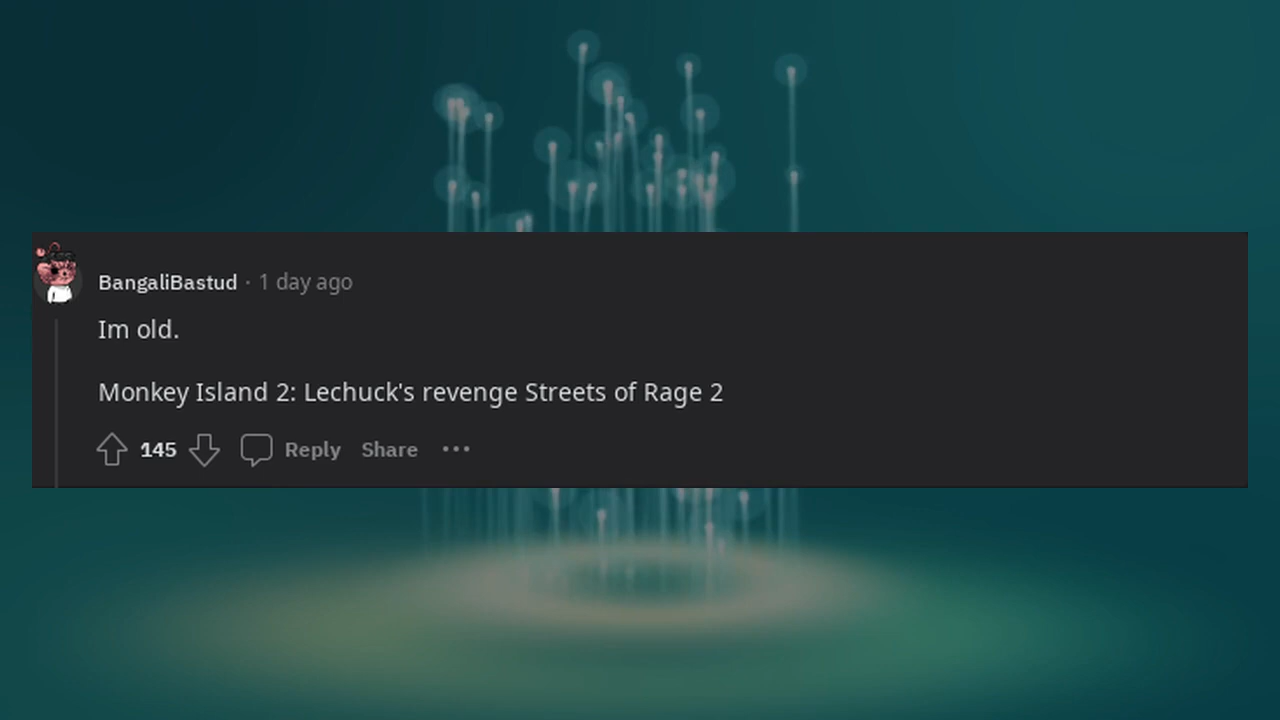 BangaliBastud · 1 day ago
Im old.
Monkey Island 2: Lechuck's revenge Streets of Rage 2
145 Reply Share ...